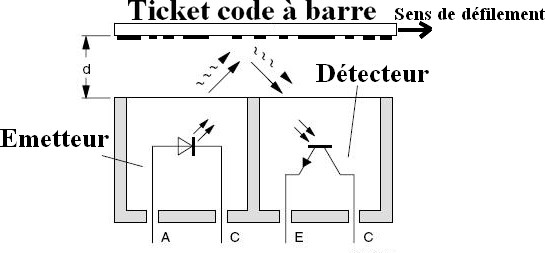 Ticket code à barre
Sens de défilement
d
Détecteur
Emetteur
A C E C